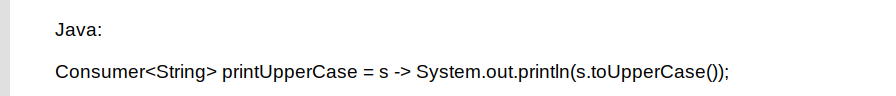 Java:
Consumer<String> printUpperCase = s -> System.out.println(s.toUpperCase());